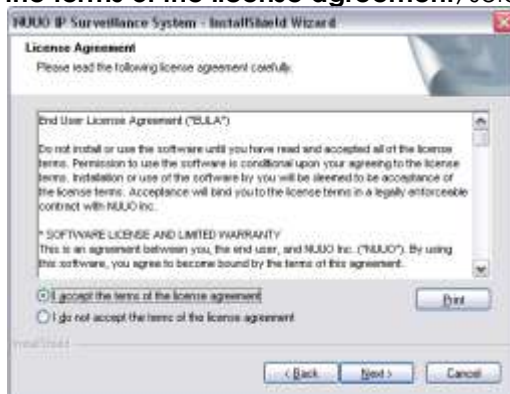 the terms of the license agreement, sele
NUUO IP Surveillance System - InstallShield Wizard
License Agreement
Please read the following license agreement carefully.
End User License Agreement ("EULA")
Do not install or use the software until you have read and accepted all of the license
terms. Permission to use the software is conditional upon your agreeing to the license
terms. Installation or use of the software by you will be deemed to be acceptance of
the license terms. Acceptance will bind you to the license terms in a legally enforceable
contract with NUUO Inc.
* SOFTWARE LICENSE AND LIMITED WARRANTY
This is an agreement between you, the end user, and NUUO Inc. ("NUUO"). By using
this software, you agree to become bound by the terms of this agreement.
I accept the terms of the license agreement
Print
I do not accept the terms of the license agreement
InstallShield
< Back Next > Cancel